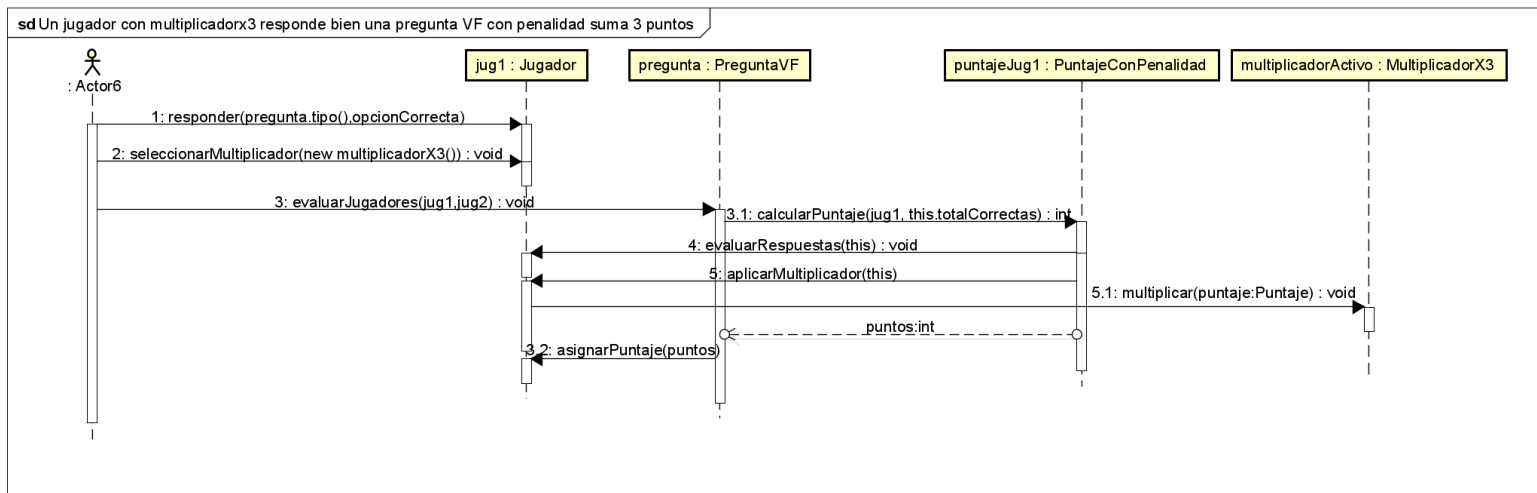 sd Un jugador con multiplicadorx3 responde bien una pregunta VF con penalidad suma 3 puntos
: Actor6
jug1 : Jugador
pregunta : PreguntaVF
puntajeJug1 : PuntajeConPenalidad
multiplicadorActivo : MultiplicadorX3
1: responder(pregunta.tipo(),opcionCorrecta)
2: seleccionarMultiplicador(new multiplicadorX3()) : void
3: evaluarJugadores(jug1,jug2) : void
3.1: calcularPuntaje(jug1, this.totalCorrectas) : int
4: evaluarRespuestas(this) : void
5: aplicarMultiplicador(this)
5.1: multiplicar(puntaje:Puntaje) : void
puntos:int
3.2: asignarPuntaje(puntos)